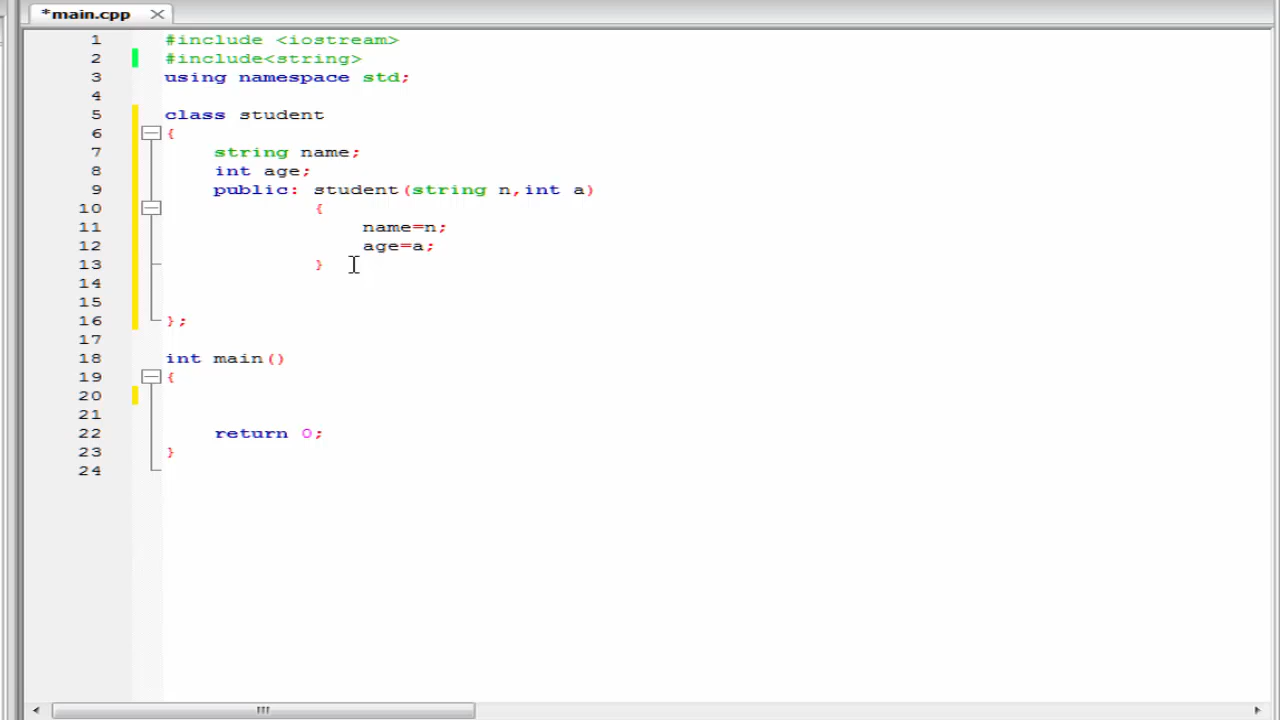 *main.cpp
1 #include <iostream>
2 #include<string>
3 using namespace std;
4
5 class student
6 {
7 string name;
8 int age;
9 public: student(string n,int a)
10 {
11 name=n;
12 age=a;
13 }
14
15
16 };
17
18 int main()
19 {
20
21
22 return 0;
23 }
24